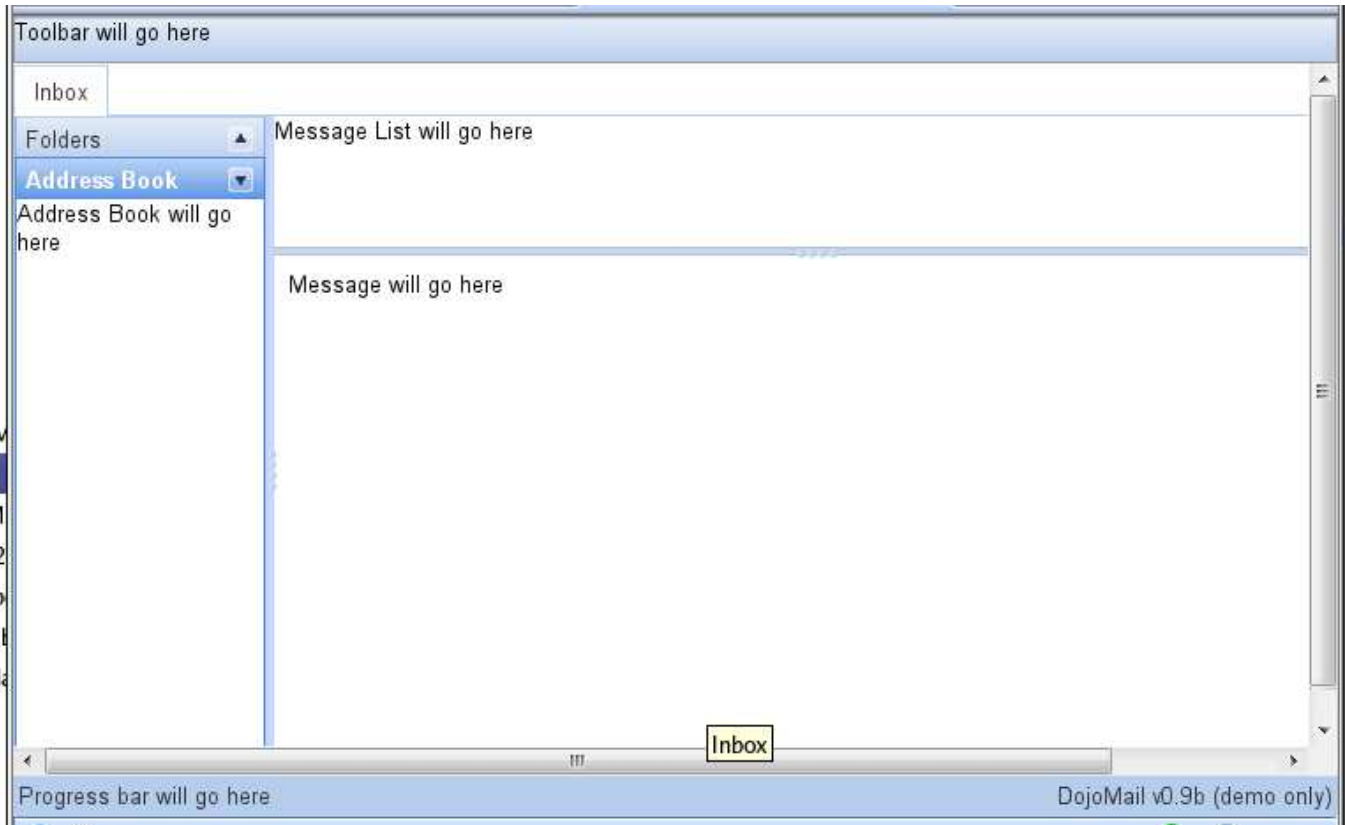 Toolbar will go here
Inbox
Folders
Address Book
Address Book will go
here
Message List will go here
Message will go here
Inbox
Progress bar will go here
DojoMail v0.9b (demo only)